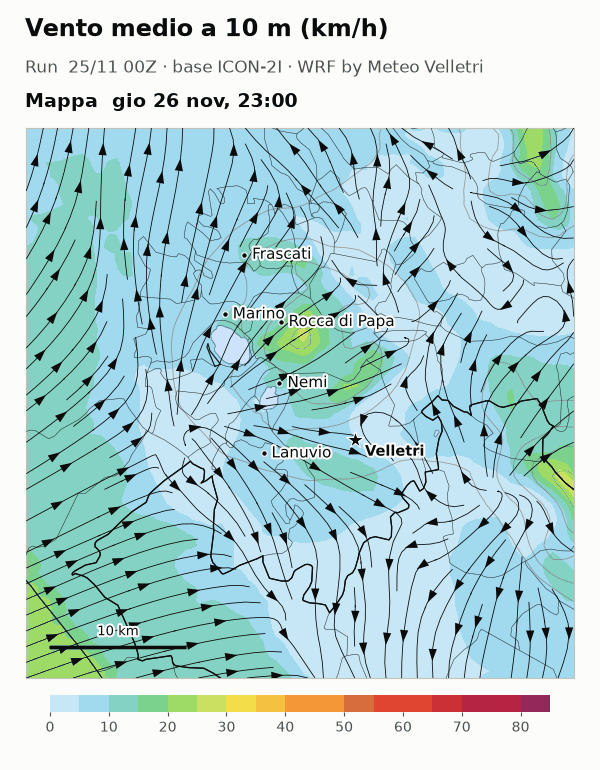 Vento medio a 10 m (km/h)
Run 25/11 00Z · base ICON-2I · WRF by Meteo Velletri
Mappa gio 26 nov, 23:00
Frascati
Marino
Rocca di Papa
Nemi
Velletri
Lanuvio
10 km
0 10 20 30 40 50 60 70 80